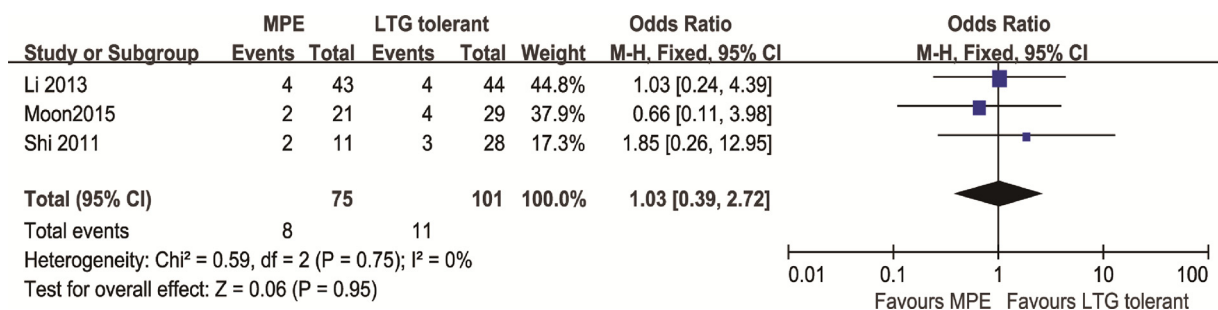 MPE LTG tolerant Odds Ratio Odds Ratio
Study or Subgroup Events Total Events Total Weight M-H, Fixed, 95% CI M-H, Fixed, 95% CI
Li 2013 4 43 4 44 44.8% 1.03 [0.24, 4.39]
Moon2015 2 21 4 29 37.9% 0.66 [0.11, 3.98]
Shi 2011 2 11 3 28 17.3% 1.85 [0.26, 12.95]
Total (95% CI) 75 101 100.0% 1.03 [0.39, 2.72]
Total events 8 11
Heterogeneity: Chi² = 0.59, df = 2 (P = 0.75); I² = 0%
Test for overall effect: Z = 0.06 (P = 0.95)
0.01 0.1 1 10 100
Favours MPE Favours LTG tolerant